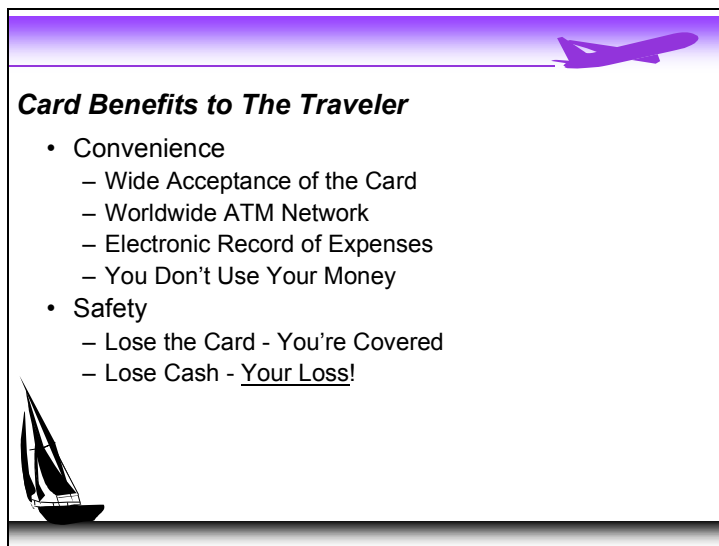 Card Benefits to The Traveler
• Convenience
– Wide Acceptance of the Card
– Worldwide ATM Network
– Electronic Record of Expenses
– You Don’t Use Your Money
• Safety
– Lose the Card - You’re Covered
– Lose Cash - Your Loss!